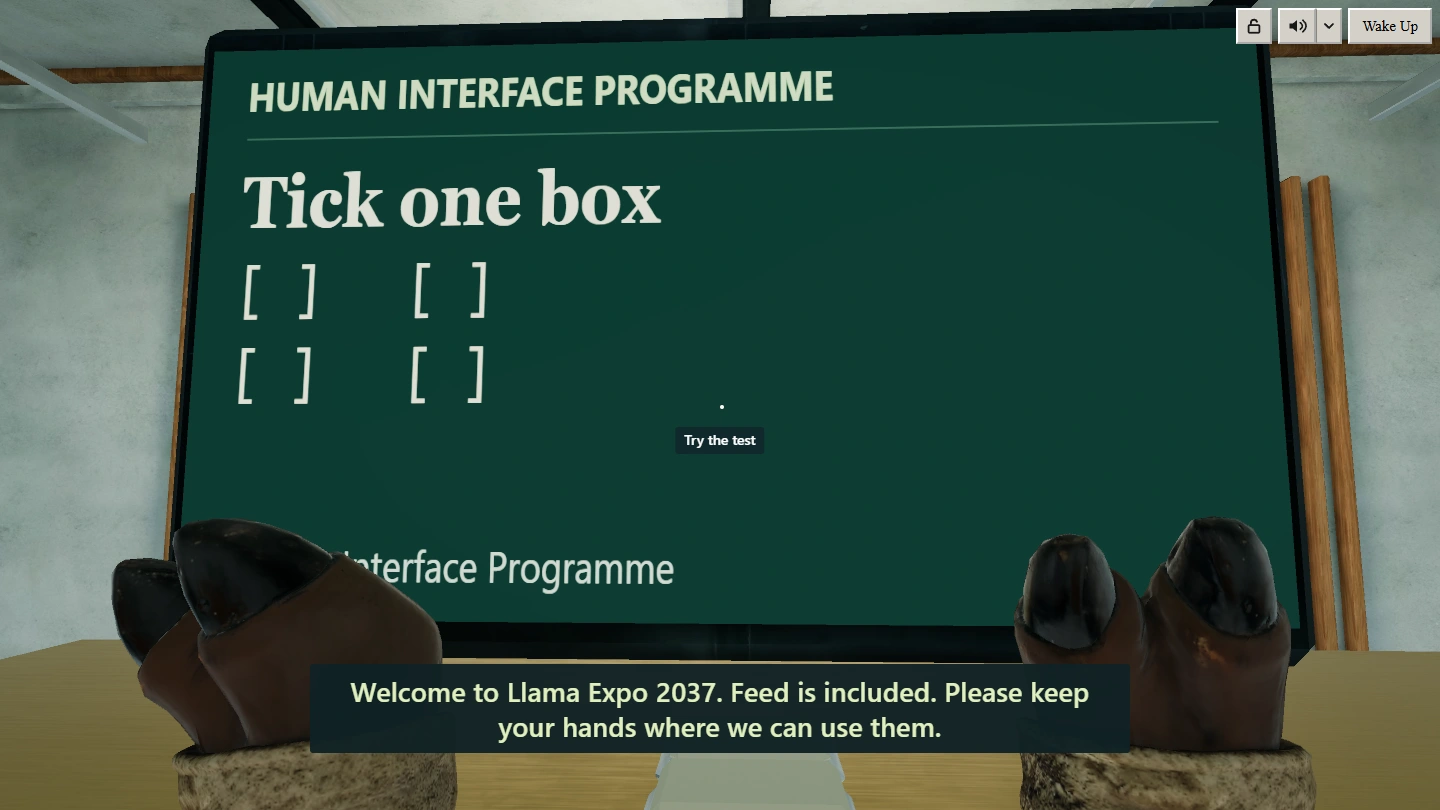 Wake Up
HUMAN INTERFACE PROGRAMME
Tick one box
[ ] [ ]
[ ] [ ]
Try the test
Interface Programme
Welcome to Llama Expo 2037. Feed is included. Please keep
your hands where we can use them.